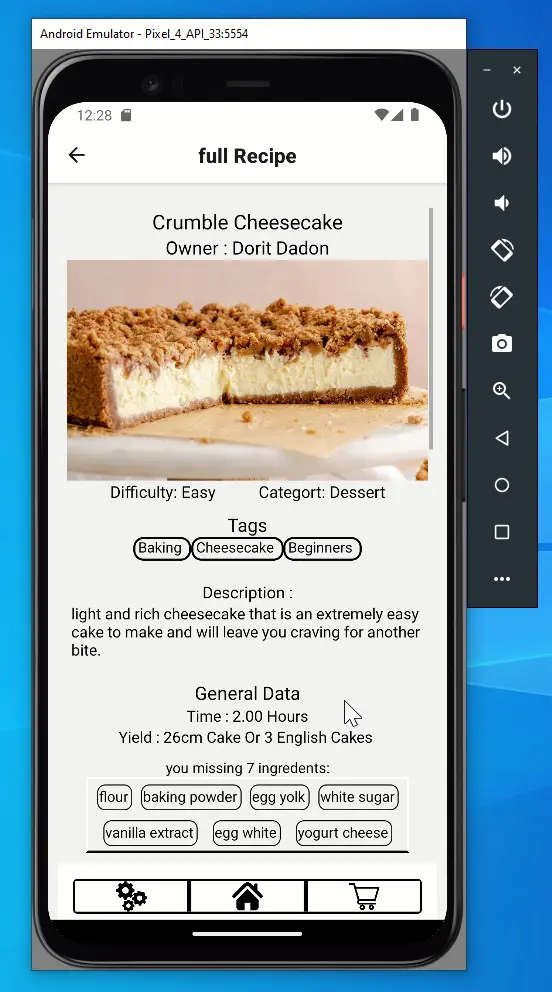 Android Emulator - Pixel_4_API_33:5554
12:28
full Recipe
Crumble Cheesecake
Owner : Dorit Dadon
Difficulty: Easy Categort: Dessert
Tags
Baking Cheesecake Beginners
Description :
light and rich cheesecake that is an extremely easy
cake to make and will leave you craving for another
bite.
General Data
Time : 2.00 Hours
Yield : 26cm Cake Or 3 English Cakes
you missing 7 ingredents:
flour baking powder egg yolk white sugar
vanilla extract egg white yogurt cheese